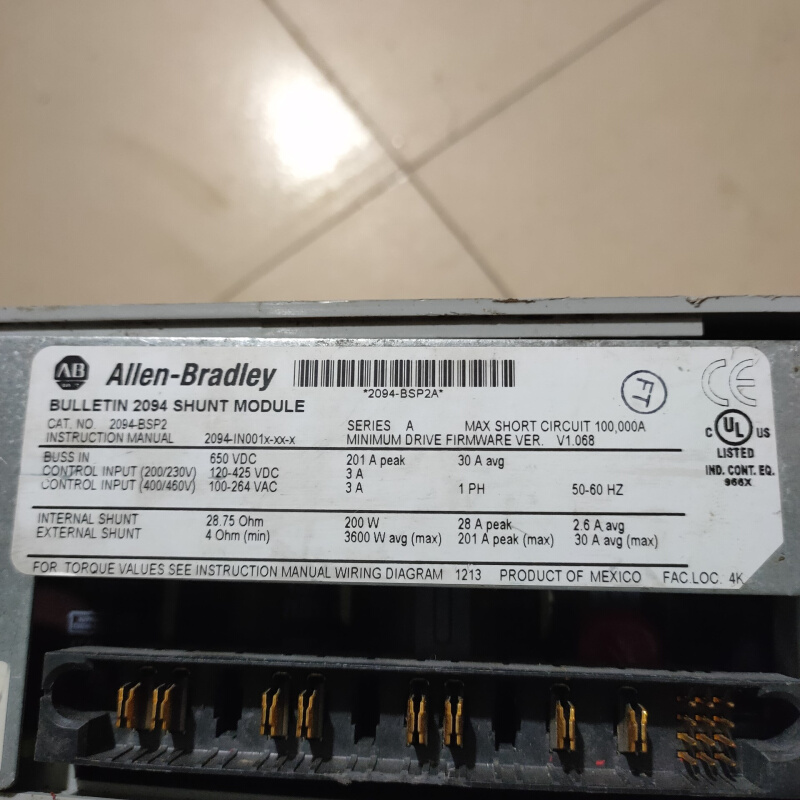 AB
Allen-Bradley
*2094-BSP2A*
FT
CE
BULLETIN 2094 SHUNT MODULE
CAT. NO. 2094-BSP2 SERIES A MAX SHORT CIRCUIT 100,000A
INSTRUCTION MANUAL 2094-IN001x-xx-x MINIMUM DRIVE FIRMWARE VER. V1.068
C UL US
LISTED
IND. CONT. EQ.
966X
BUSS IN 650 VDC 201 A peak 30 A avg
CONTROL INPUT (200/230V) 120-425 VDC 3 A
CONTROL INPUT (400/460V) 100-264 VAC 3 A 1 PH 50-60 HZ
INTERNAL SHUNT 28.75 Ohm 200 W 28 A peak 2.6 A avg
EXTERNAL SHUNT 4 Ohm (min) 3600 W avg (max) 201 A peak (max) 30 A avg (max)
FOR TORQUE VALUES SEE INSTRUCTION MANUAL WIRING DIAGRAM 1213 PRODUCT OF MEXICO FAC.LOC. 4K